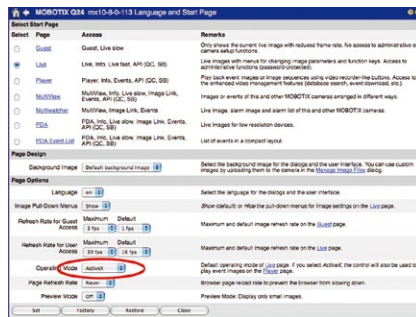 MOBOTIX Q24 mx10-8-0-113 Language and Start Page
Select Start Page
Select Page Access Remarks
Guest Guest, Live slow Only shows the current live image with reduced frame rate. No access to administrative or
camera setup functions.
Live Live, Info, Live fast, API (QC, SB) Live images with menus for changing image parameters and function keys. Access to
administrative functions (password-protected).
Player Player, Info, Events, API (QC, SB) Play back event images or image sequences using video-recorder-like buttons. Access to
the enhanced video management features (database search, event download, etc.)
MultiView MultiView, Info, Live slow, Image Link,
Events, API (QC, SB) Images or events of this and other MOBOTIX cameras arranged in different ways.
Multiwatcher MultiView, Image Link, Events Live image, alarm image and alarm list of this and other MOBOTIX cameras.
PDA PDA, Info, Live slow, Image Link, Events,
API (QC, SB) Live images for low resolution devices.
PDA Event List PDA, Info, Live slow, Image Link, Events,
API (QC, SB) List of events in a compact layout.
Page Design
Background Image Default background image Select the background image for the dialogs and the user interface. You can use custom
images by uploading them to the camera in the Manage Image Files dialog.
Page Options
Language en Select the language for the dialogs and the user interface.
Image Pull-Down Menus Show Show (default) or Hide the pull-down menus for image settings on the Live page.
Refresh Rate for Guest
Access Maximum Default
2 fps 1 fps Maximum and default image refresh rate on the Guest page.
Refresh Rate for User
Access Maximum Default
30 fps 16 fps Maximum and default image refresh rate on the Live page.
Operating Mode ActiveX Default operating mode of Live page. If you select ActiveX, the control will also be used to
play event images on the Player page.
Page Refresh Rate Never Browser page reload rate to prevent the browser from slowing down.
Preview Mode Off Preview Mode: Display only small images.
Set Factory Restore Close